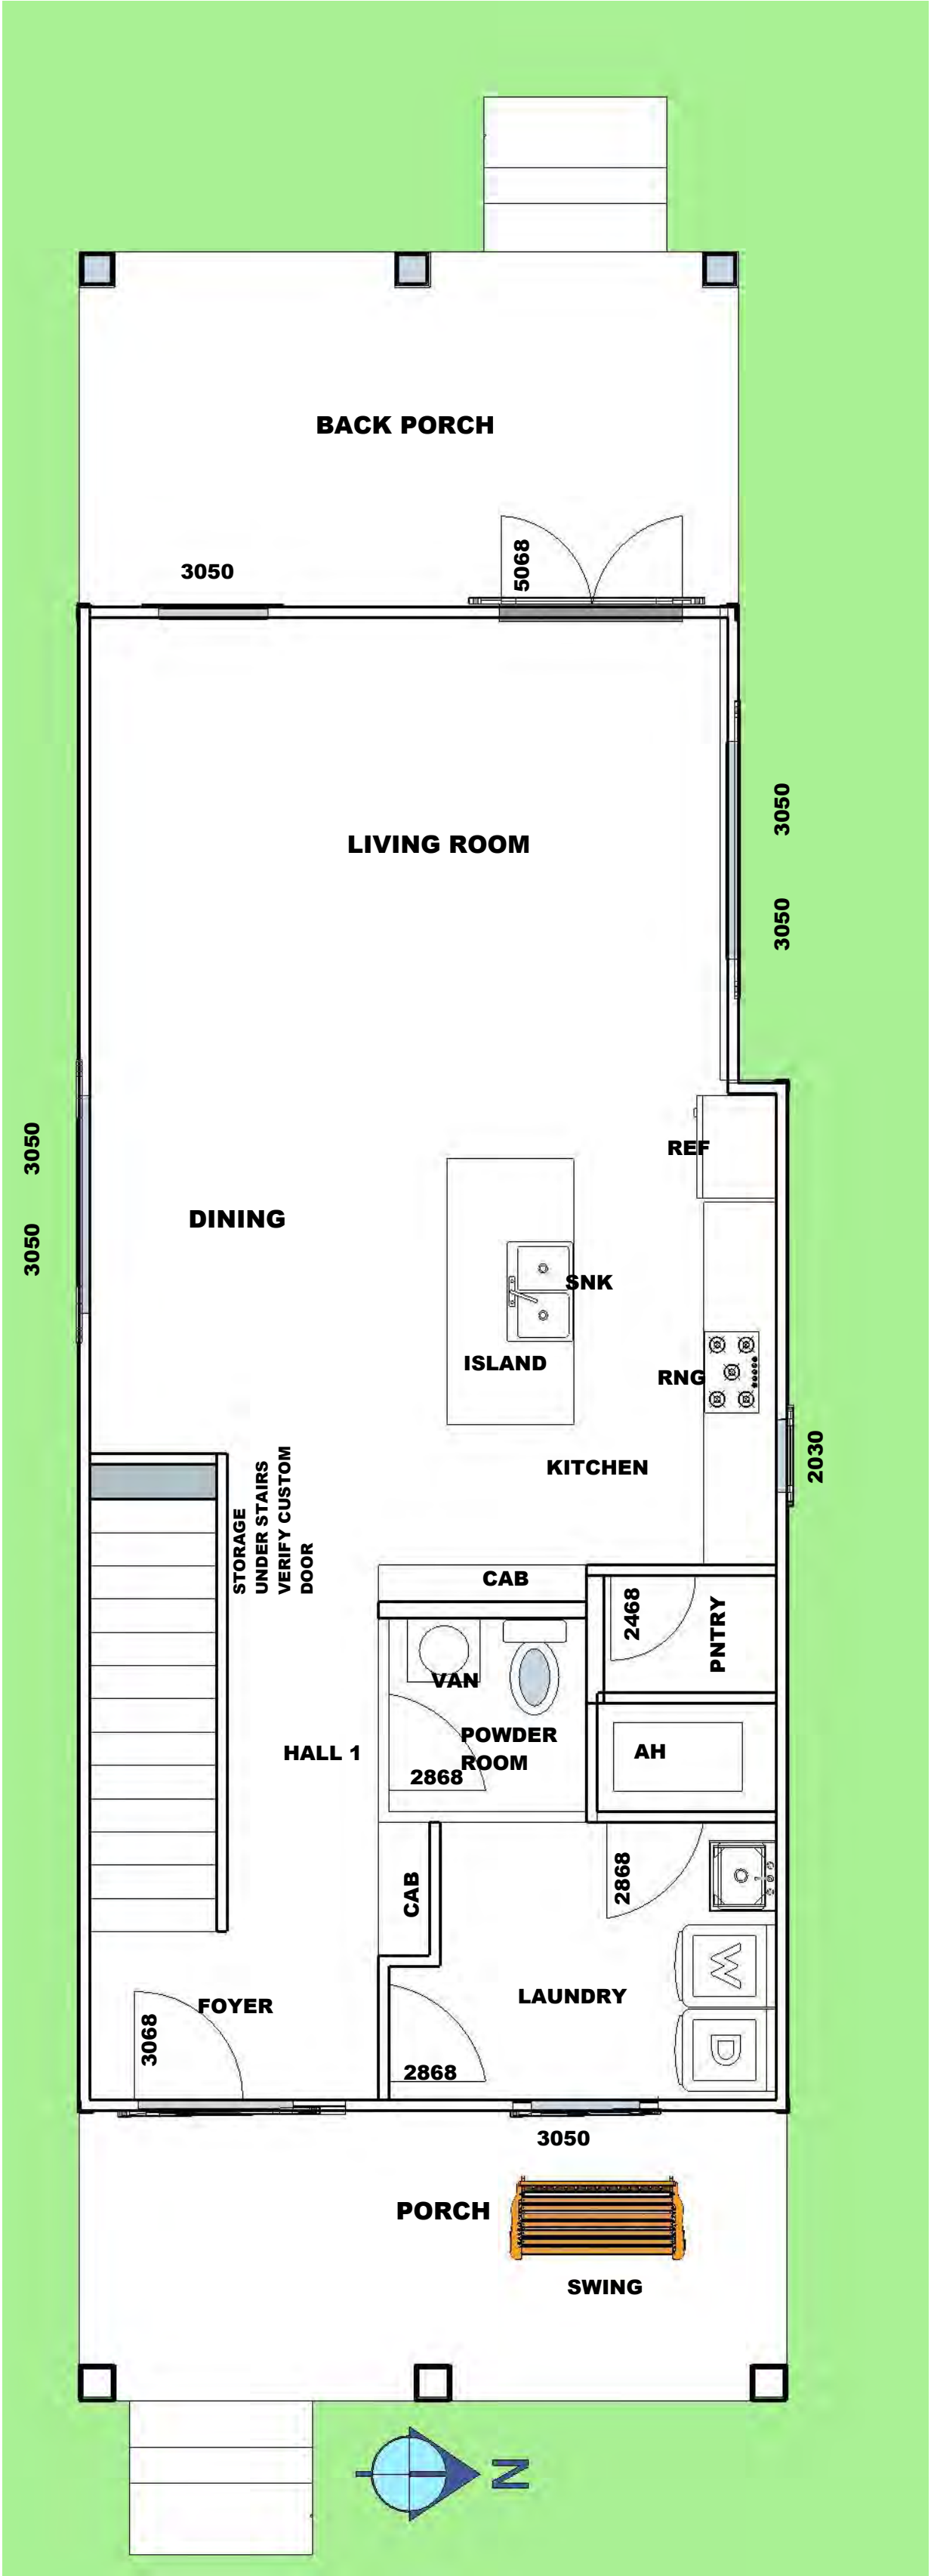 BACK PORCH
3050
5068
LIVING ROOM
3050
3050
3050
3050
REF
DINING
SNK
ISLAND
RNG
KITCHEN
2030
STORAGE
UNDER STAIRS
VERIFY CUSTOM
DOOR
CAB
2468
PNTRY
VAN
POWDER
ROOM
HALL 1
AH
2868
2868
CAB
W
LAUNDRY
FOYER
3068
D
2868
3050
PORCH
SWING
N